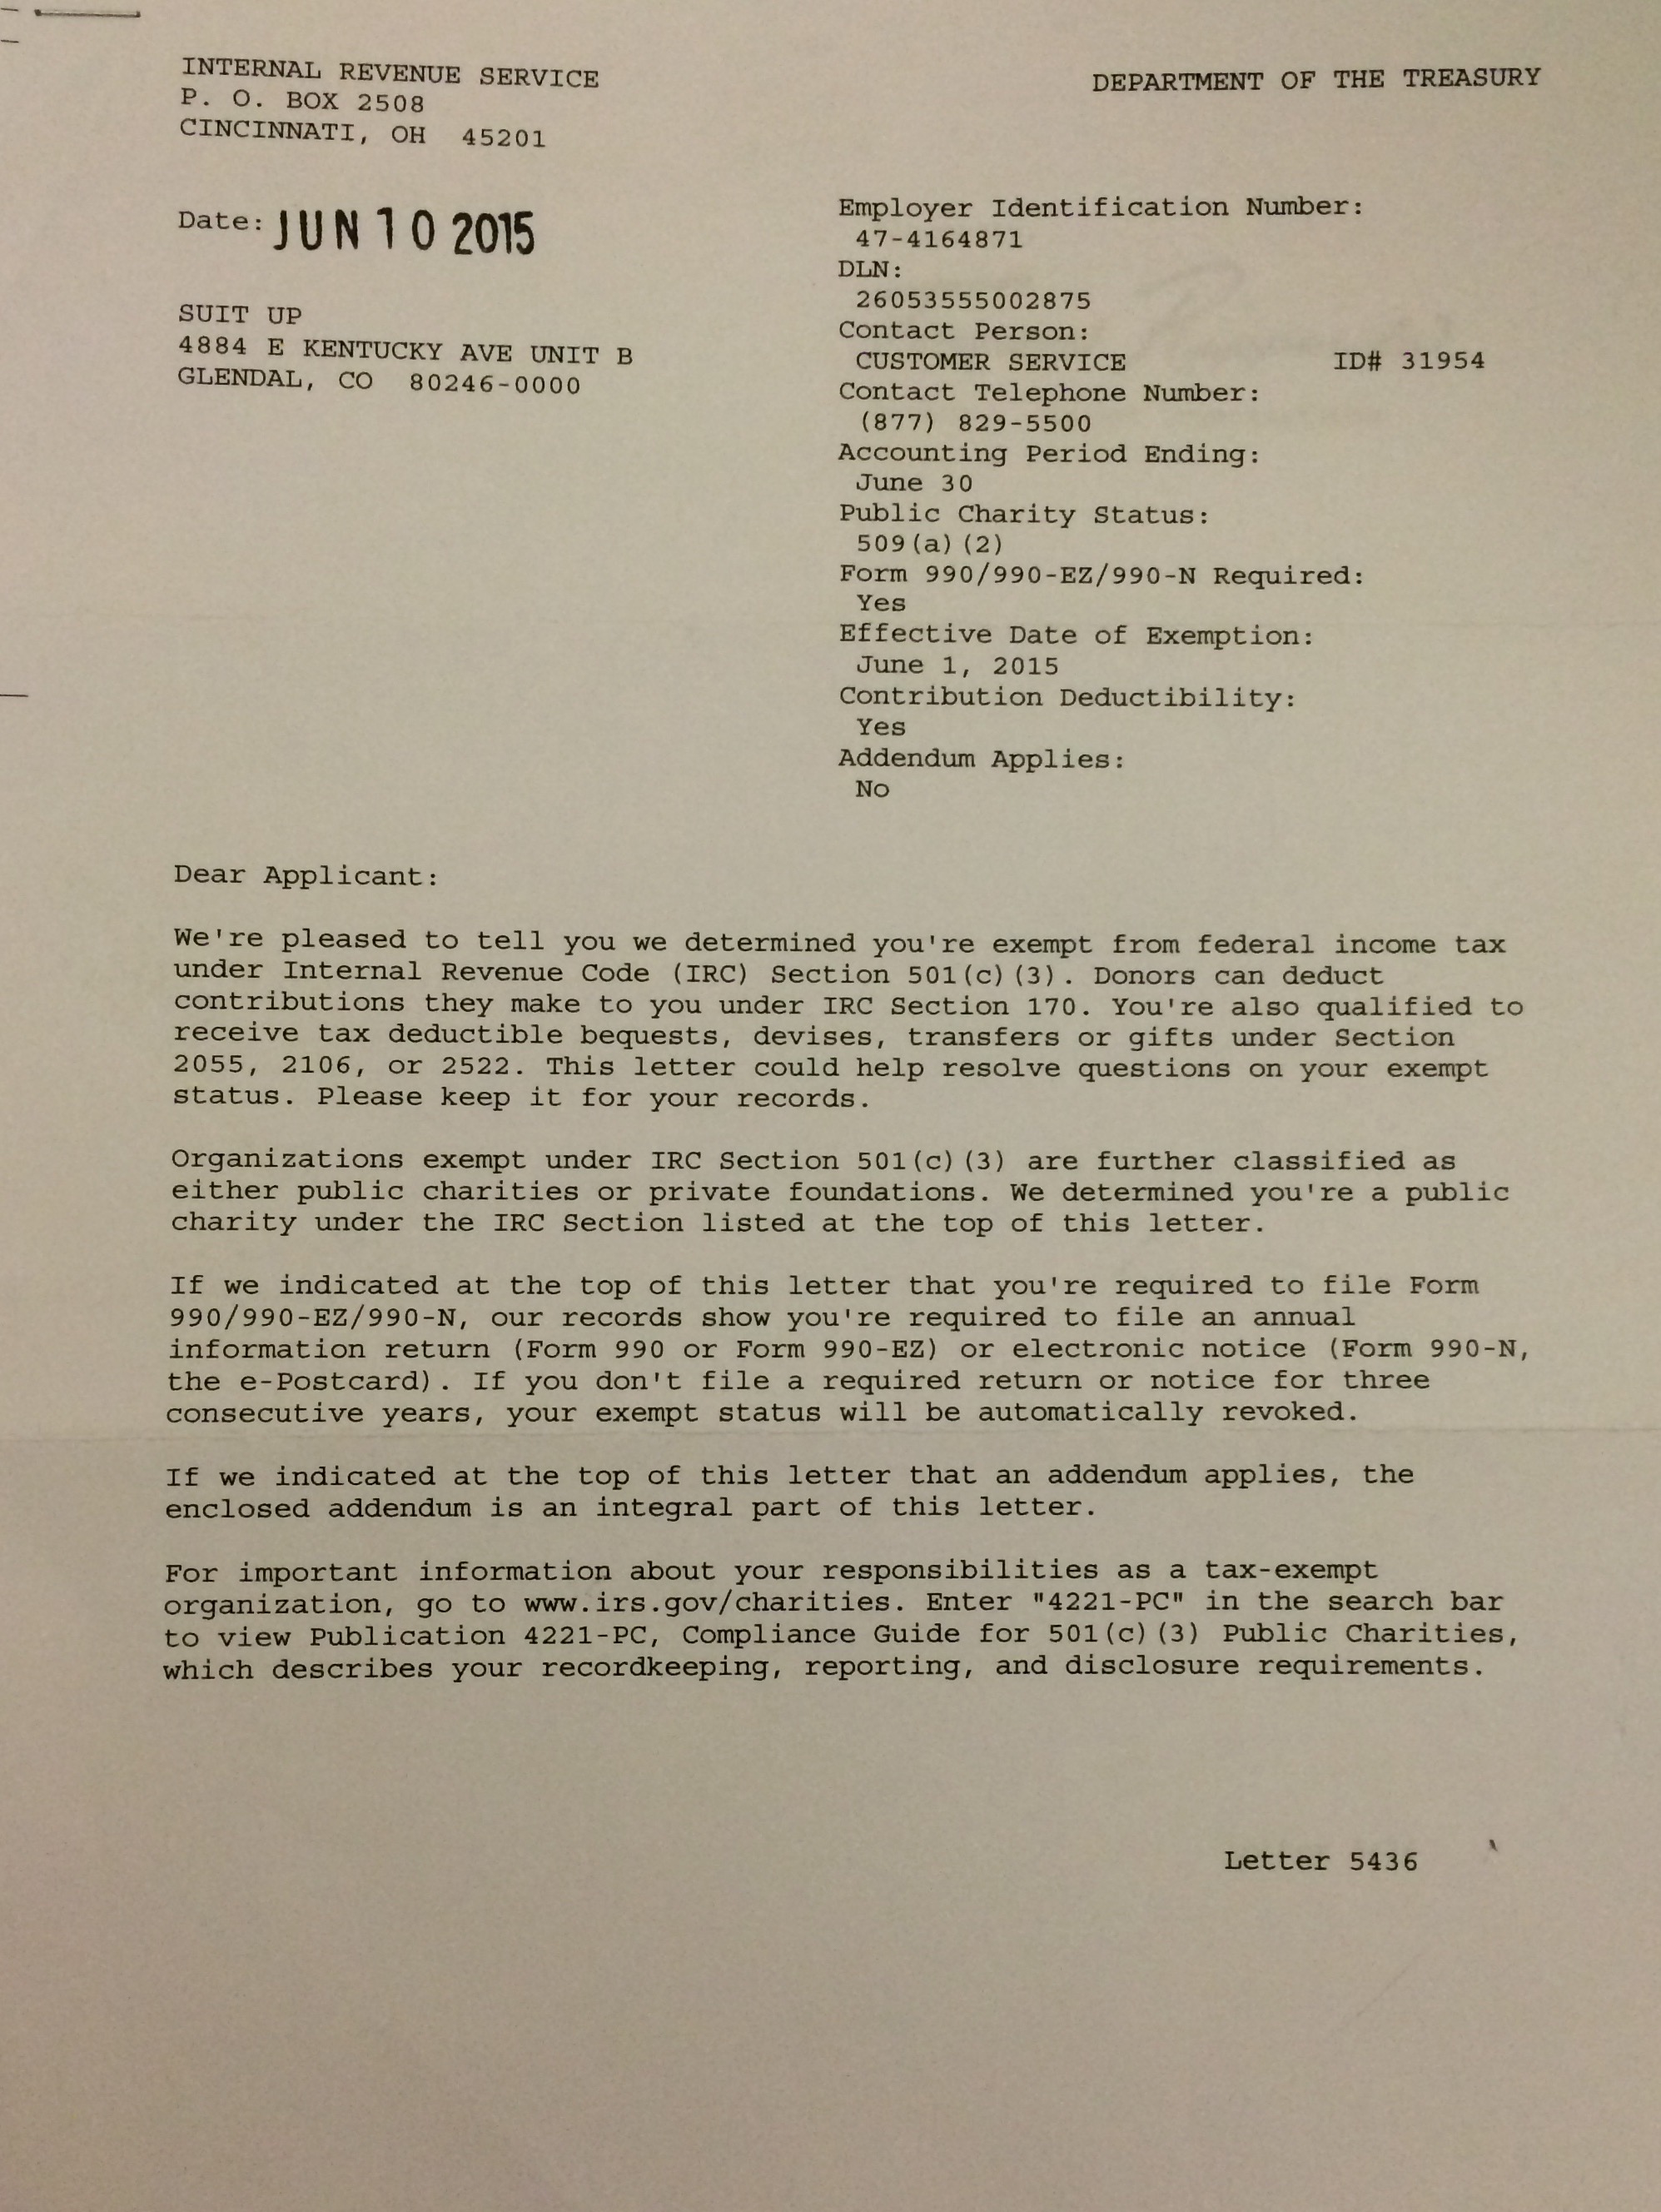 INTERNAL REVENUE SERVICE
P. O. BOX 2508
CINCINNATI, OH 45201
DEPARTMENT OF THE TREASURY
Date: JUN 10 2015
SUIT UP
4884 E KENTUCKY AVE UNIT B
GLENDAL, CO 80246-0000
Employer Identification Number:
47-4164871
DLN:
26053555002875
Contact Person:
CUSTOMER SERVICE ID# 31954
Contact Telephone Number:
(877) 829-5500
Accounting Period Ending:
June 30
Public Charity Status:
509(a)(2)
Form 990/990-EZ/990-N Required:
Yes
Effective Date of Exemption:
June 1, 2015
Contribution Deductibility:
Yes
Addendum Applies:
No
Dear Applicant:
We're pleased to tell you we determined you're exempt from federal income tax
under Internal Revenue Code (IRC) Section 501(c)(3). Donors can deduct
contributions they make to you under IRC Section 170. You're also qualified to
receive tax deductible bequests, devises, transfers or gifts under Section
2055, 2106, or 2522. This letter could help resolve questions on your exempt
status. Please keep it for your records.
Organizations exempt under IRC Section 501(c)(3) are further classified as
either public charities or private foundations. We determined you're a public
charity under the IRC Section listed at the top of this letter.
If we indicated at the top of this letter that you're required to file Form
990/990-EZ/990-N, our records show you're required to file an annual
information return (Form 990 or Form 990-EZ) or electronic notice (Form 990-N,
the e-Postcard). If you don't file a required return or notice for three
consecutive years, your exempt status will be automatically revoked.
If we indicated at the top of this letter that an addendum applies, the
enclosed addendum is an integral part of this letter.
For important information about your responsibilities as a tax-exempt
organization, go to www.irs.gov/charities. Enter "4221-PC" in the search bar
to view Publication 4221-PC, Compliance Guide for 501(c)(3) Public Charities,
which describes your recordkeeping, reporting, and disclosure requirements.
Letter 5436